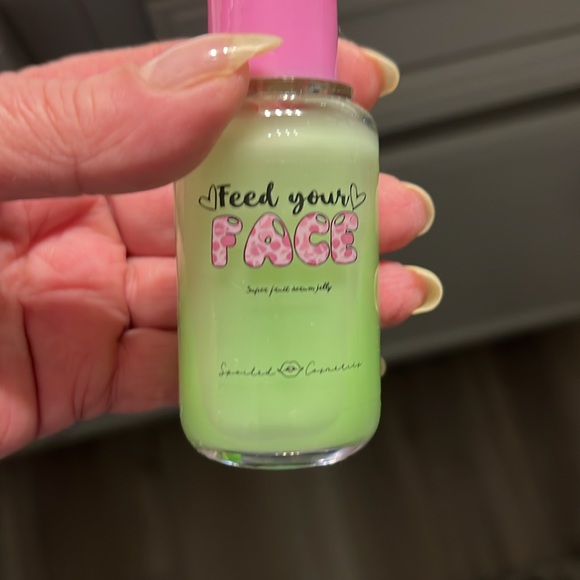 Feed your
FACE
Super fruit serum jelly
Spoiled Cosmetics